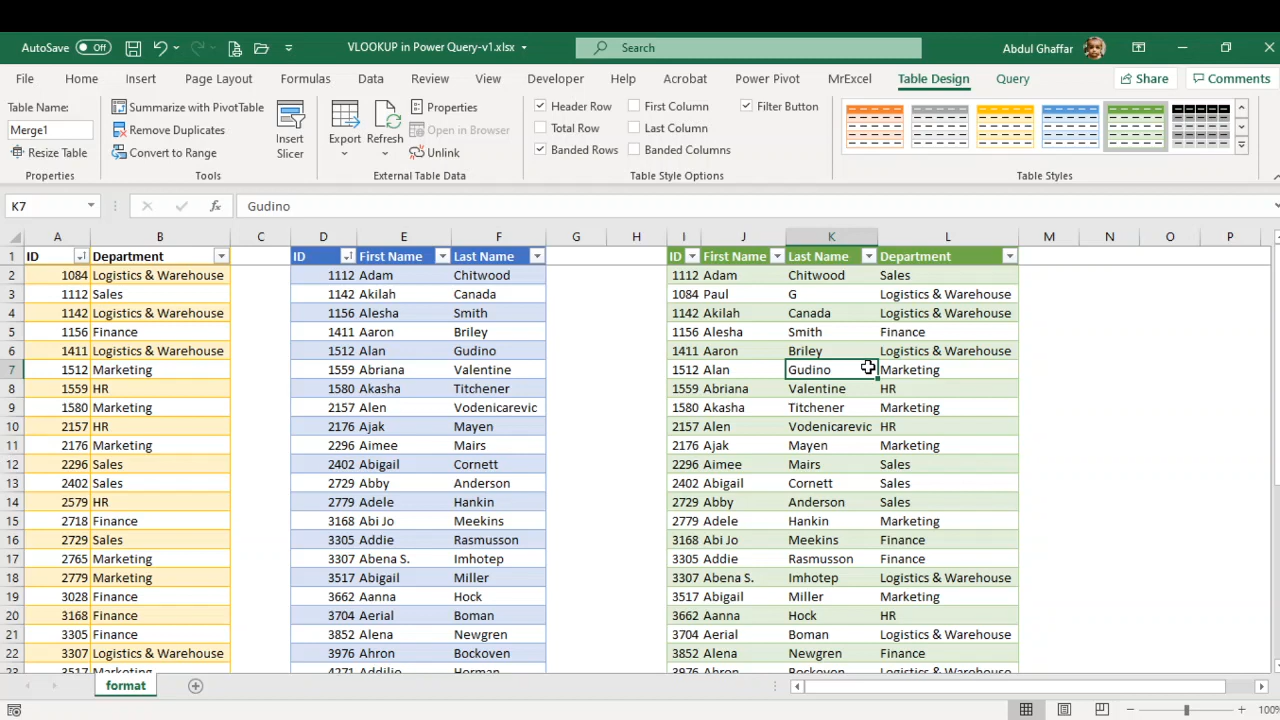 AutoSave Off VLOOKUP in Power Query-v1.xlsx Search Abdul Ghaffar
File Home Insert Page Layout Formulas Data Review View Developer Help Acrobat Power Pivot MrExcel Table Design Query Share Comments
Table Name:
Merge1
Resize Table
Properties
Summarize with PivotTable
Remove Duplicates
Convert to Range
Insert
Slicer
Tools
Export
Refresh
Properties
Open in Browser
Unlink
External Table Data
Header Row First Column Filter Button
Total Row Last Column
Banded Rows Banded Columns
Table Style Options
Table Styles
K7 fx Gudino
A B C D E F G H I J K L M N O P
1 ID Department ID First Name Last Name ID First Name Last Name Department
2 1084 Logistics & Warehouse 1112 Adam Chitwood 1112 Adam Chitwood Sales
3 1112 Sales 1142 Akilah Canada 1084 Paul G Logistics & Warehouse
4 1142 Logistics & Warehouse 1156 Alesha Smith 1142 Akilah Canada Logistics & Warehouse
5 1156 Finance 1411 Aaron Briley 1156 Alesha Smith Finance
6 1411 Logistics & Warehouse 1512 Alan Gudino 1411 Aaron Briley Logistics & Warehouse
7 1512 Marketing 1559 Abriana Valentine 1512 Alan Gudino Marketing
8 1559 HR 1580 Akasha Titchener 1559 Abriana Valentine HR
9 1580 Marketing 2157 Alen Vodenicarevic 1580 Akasha Titchener Marketing
10 2157 HR 2176 Ajak Mayen 2157 Alen Vodenicarevic HR
11 2176 Marketing 2296 Aimee Mairs 2176 Ajak Mayen Marketing
12 2296 Sales 2402 Abigail Cornett 2296 Aimee Mairs Sales
13 2402 Sales 2729 Abby Anderson 2402 Abigail Cornett Sales
14 2579 HR 2779 Adele Hankin 2729 Abby Anderson Sales
15 2718 Finance 3168 Abi Jo Meekins 2779 Adele Hankin Marketing
16 2729 Sales 3305 Addie Rasmusson 3168 Abi Jo Meekins Finance
17 2765 Marketing 3307 Abena S. Imhotep 3305 Addie Rasmusson Finance
18 2779 Marketing 3517 Abigail Miller 3307 Abena S. Imhotep Logistics & Warehouse
19 3028 Finance 3662 Aanna Hock 3517 Abigail Miller Marketing
20 3168 Finance 3704 Aerial Boman 3662 Aanna Hock HR
21 3305 Finance 3852 Alena Newgren 3704 Aerial Boman Logistics & Warehouse
22 3307 Logistics & Warehouse 3976 Ahron Bockoven 3852 Alena Newgren Finance
23 3517 Marketing 4271 Addilio Herman 3976 Ahron Bockoven Logistics & Warehouse
format
100%